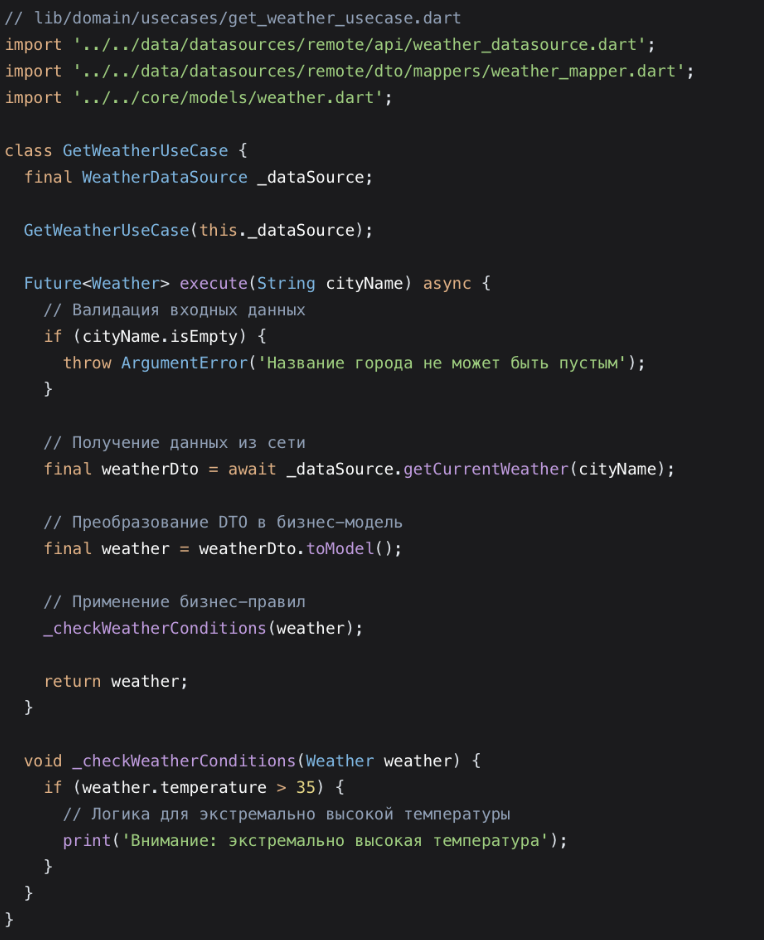 // lib/domain/usecases/get_weather_usecase.dart
import '../../data/datasources/remote/api/weather_datasource.dart';
import '../../data/datasources/remote/dto/mappers/weather_mapper.dart';
import '../../core/models/weather.dart';

class GetWeatherUseCase {
  final WeatherDataSource _dataSource;

  GetWeatherUseCase(this._dataSource);

  Future<Weather> execute(String cityName) async {
    // Валидация входных данных
    if (cityName.isEmpty) {
      throw ArgumentError('Название города не может быть пустым');
    }

    // Получение данных из сети
    final weatherDto = await _dataSource.getCurrentWeather(cityName);

    // Преобразование DTO в бизнес-модель
    final weather = weatherDto.toModel();

    // Применение бизнес-правил
    _checkWeatherConditions(weather);

    return weather;
  }

  void _checkWeatherConditions(Weather weather) {
    if (weather.temperature > 35) {
      // Логика для экстремально высокой температуры
      print('Внимание: экстремально высокая температура');
    }
  }
}